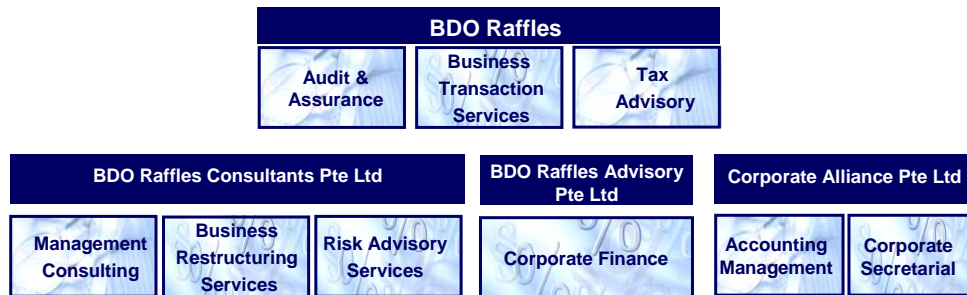 BDO Raffles
Audit &
Assurance
Business
Transaction
Services
Tax
Advisory
BDO Raffles Consultants Pte Ltd
Management
Consulting
Business
Restructuring
Services
Risk Advisory
Services
BDO Raffles Advisory
Pte Ltd
Corporate Finance
Corporate Alliance Pte Ltd
Accounting
Management
Corporate
Secretarial